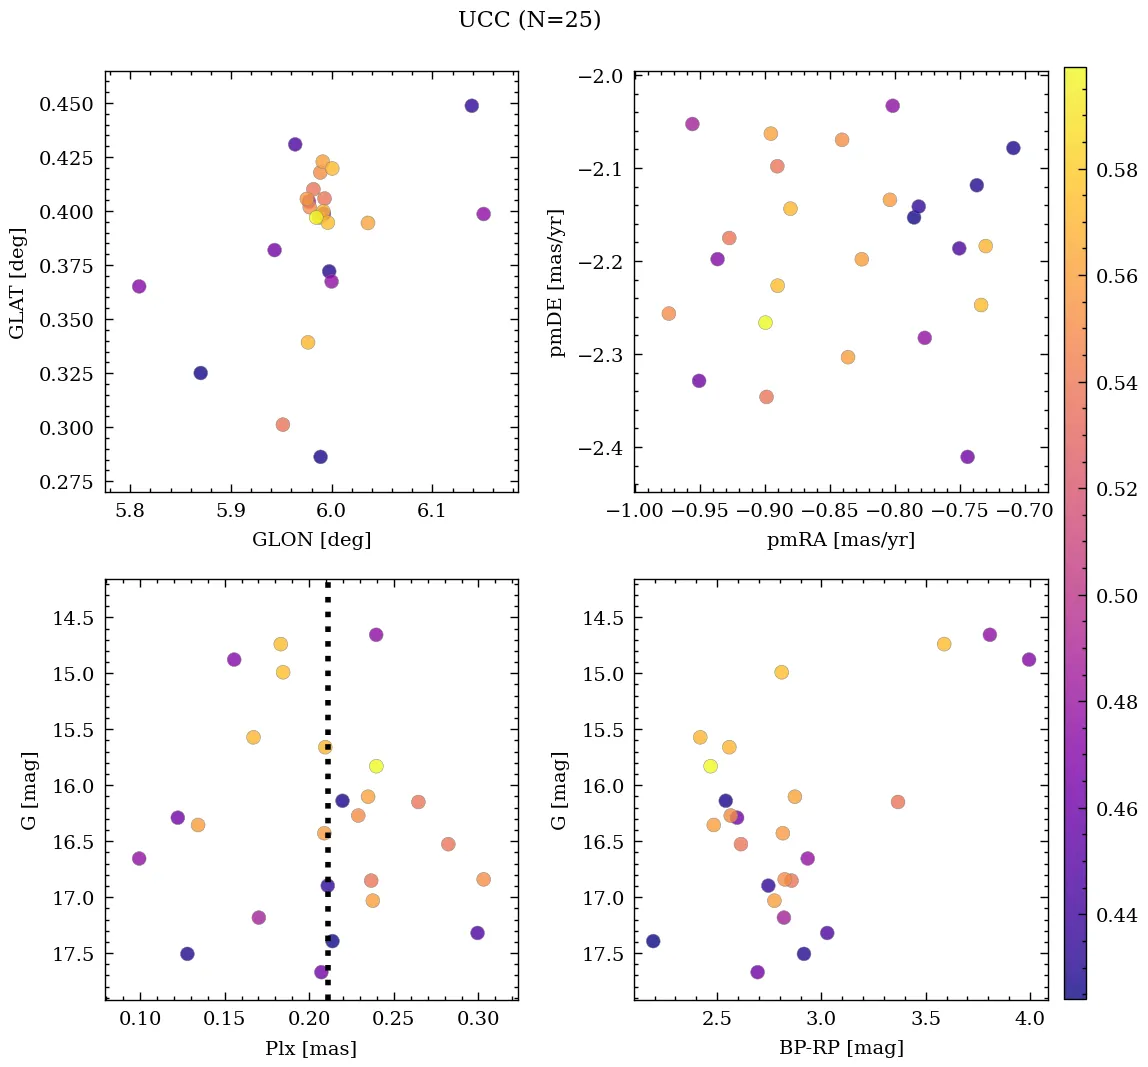 UCC (N=25)
0.450
0.425
0.400
0.375
0.350
0.325
0.300
0.275
GLAT [deg]
5.8 5.9 6.0 6.1
GLON [deg]
−2.0
−2.1
−2.2
−2.3
−2.4
pmDE [mas/yr]
−1.00 −0.95 −0.90 −0.85 −0.80 −0.75 −0.70
pmRA [mas/yr]
14.5
15.0
15.5
16.0
16.5
17.0
17.5
G [mag]
0.10 0.15 0.20 0.25 0.30
Plx [mas]
14.5
15.0
15.5
16.0
16.5
17.0
17.5
G [mag]
2.5 3.0 3.5 4.0
BP-RP [mag]
0.58
0.56
0.54
0.52
0.50
0.48
0.46
0.44